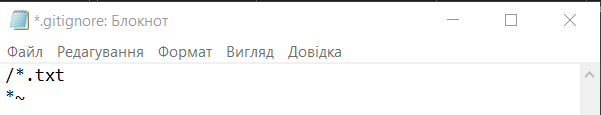 *.gitignore: Блокнот
Файл Редагування Формат Вигляд Довідка
/*.txt
*~